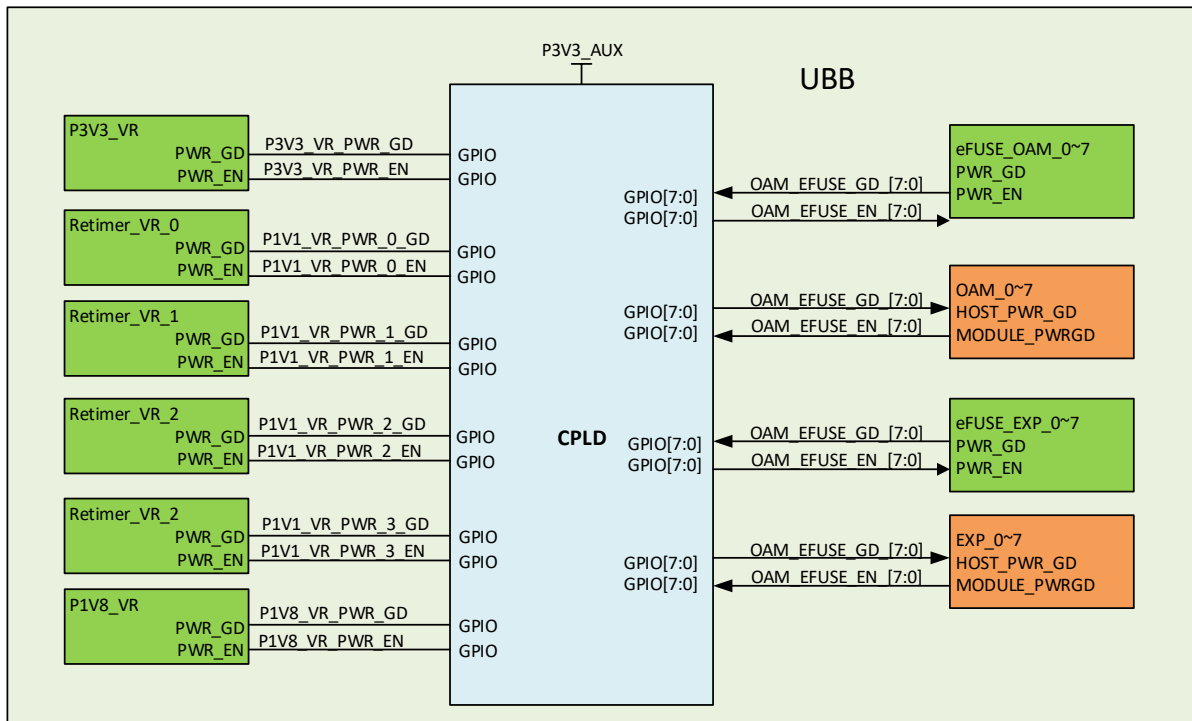 P3V3_AUX
UBB
P3V3_VR
PWR_GD
PWR_EN
P3V3_VR_PWR_GD
P3V3_VR_PWR_EN
GPIO
GPIO
Retimer_VR_0
PWR_GD
PWR_EN
P1V1_VR_PWR_0_GD
P1V1_VR_PWR_0_EN
GPIO
GPIO
Retimer_VR_1
PWR_GD
PWR_EN
P1V1_VR_PWR_1_GD
P1V1_VR_PWR_1_EN
GPIO
GPIO
Retimer_VR_2
PWR_GD
PWR_EN
P1V1_VR_PWR_2_GD
P1V1_VR_PWR_2_EN
GPIO
GPIO
Retimer_VR_2
PWR_GD
PWR_EN
P1V1_VR_PWR_3_GD
P1V1_VR_PWR_3_EN
GPIO
GPIO
P1V8_VR
PWR_GD
PWR_EN
P1V8_VR_PWR_GD
P1V8_VR_PWR_EN
GPIO
GPIO
CPLD
GPIO[7:0]
GPIO[7:0]
OAM_EFUSE_GD_[7:0]
OAM_EFUSE_EN_[7:0]
eFUSE_OAM_0~7
PWR_GD
PWR_EN
GPIO[7:0]
GPIO[7:0]
OAM_EFUSE_GD_[7:0]
OAM_EFUSE_EN_[7:0]
OAM_0~7
HOST_PWR_GD
MODULE_PWRGD
GPIO[7:0]
GPIO[7:0]
OAM_EFUSE_GD_[7:0]
OAM_EFUSE_EN_[7:0]
eFUSE_EXP_0~7
PWR_GD
PWR_EN
GPIO[7:0]
GPIO[7:0]
OAM_EFUSE_GD_[7:0]
OAM_EFUSE_EN_[7:0]
EXP_0~7
HOST_PWR_GD
MODULE_PWRGD